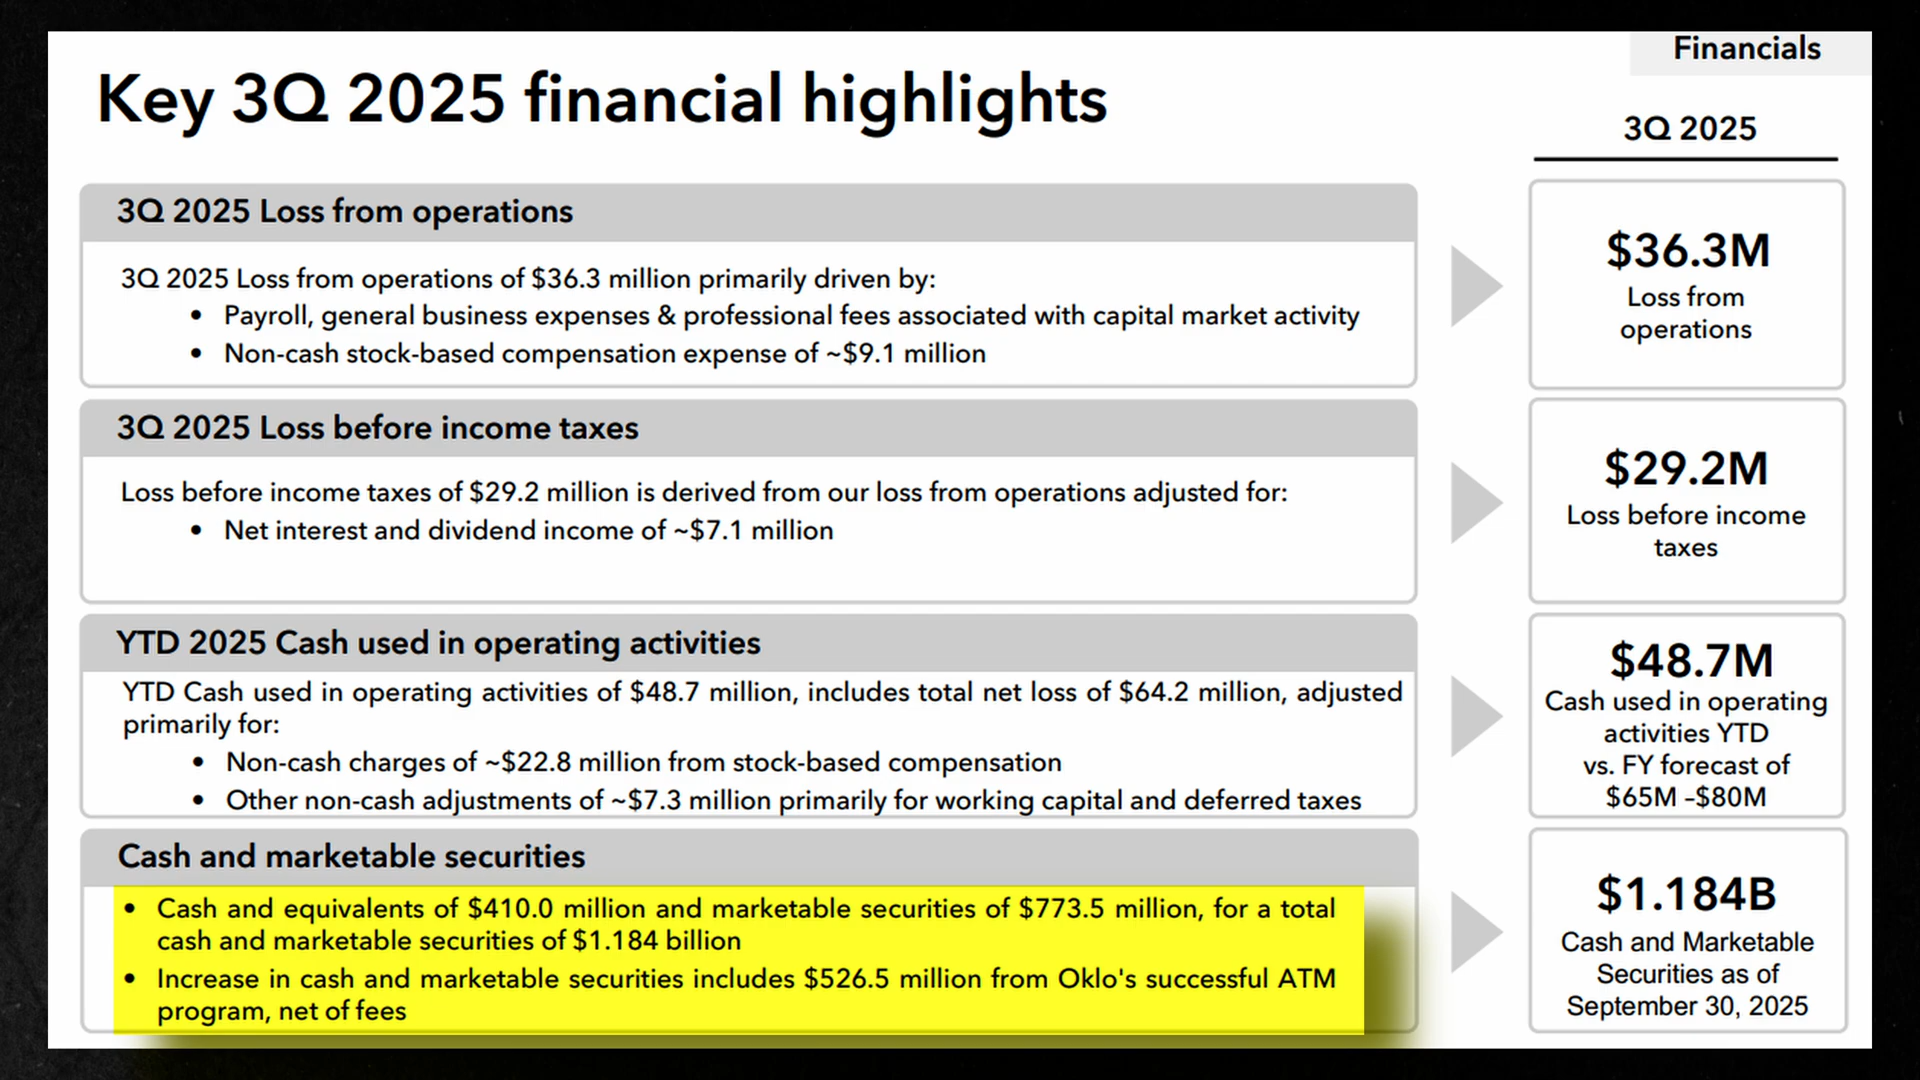 Financials
Key 3Q 2025 financial highlights
3Q 2025
3Q 2025 Loss from operations
3Q 2025 Loss from operations of $36.3 million primarily driven by:
• Payroll, general business expenses & professional fees associated with capital market activity
• Non-cash stock-based compensation expense of ~$9.1 million
$36.3M
Loss from
operations
3Q 2025 Loss before income taxes
Loss before income taxes of $29.2 million is derived from our loss from operations adjusted for:
• Net interest and dividend income of ~$7.1 million
$29.2M
Loss before income
taxes
YTD 2025 Cash used in operating activities
YTD Cash used in operating activities of $48.7 million, includes total net loss of $64.2 million, adjusted
primarily for:
• Non-cash charges of ~$22.8 million from stock-based compensation
• Other non-cash adjustments of ~$7.3 million primarily for working capital and deferred taxes
$48.7M
Cash used in operating
activities YTD
vs. FY forecast of
$65M –$80M
Cash and marketable securities
• Cash and equivalents of $410.0 million and marketable securities of $773.5 million, for a total
cash and marketable securities of $1.184 billion
• Increase in cash and marketable securities includes $526.5 million from Oklo's successful ATM
program, net of fees
$1.184B
Cash and Marketable
Securities as of
September 30, 2025